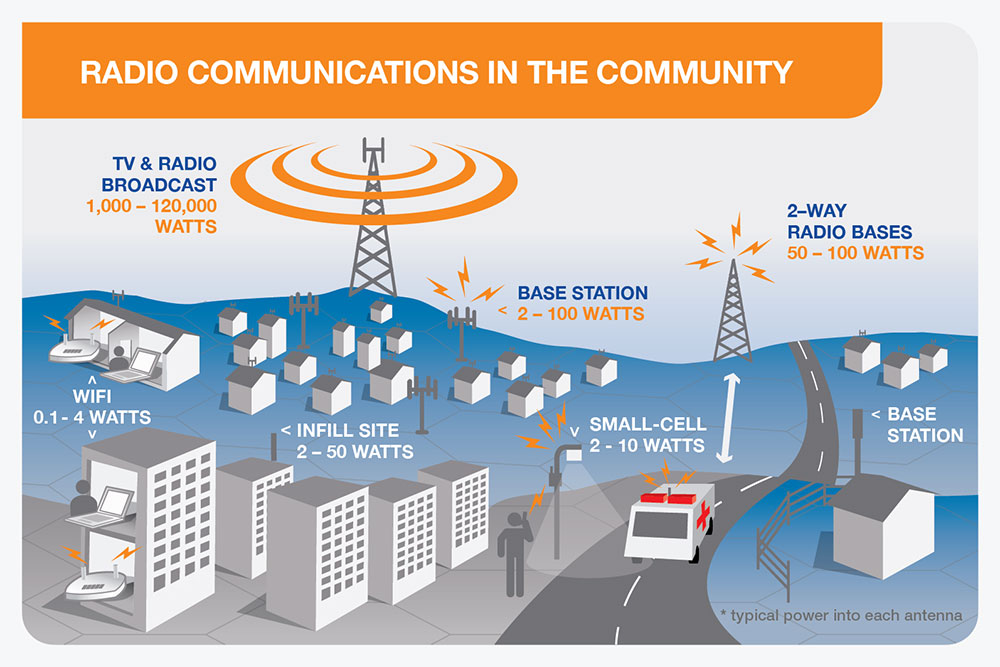 RADIO COMMUNICATIONS IN THE COMMUNITY
TV & RADIO
BROADCAST
1,000 – 120,000
WATTS
2–WAY
RADIO BASES
50 – 100 WATTS
BASE STATION
< 2 – 100 WATTS
^
WIFI
0.1 - 4 WATTS
v
< INFILL SITE
2 – 50 WATTS
v SMALL-CELL
2 - 10 WATTS
< BASE
STATION
* typical power into each antenna